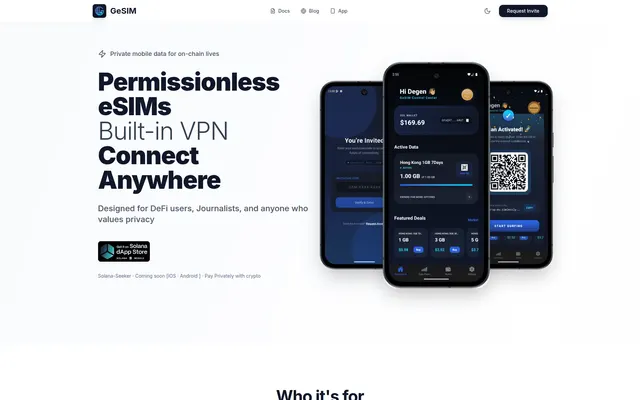 GeSIM
Docs
Blog
App
Request Invite
Private mobile data for on-chain lives
Permissionless
eSIMs
Built-in VPN
Connect
Anywhere
Designed for DeFi users, Journalists, and anyone who
values privacy
Solana
dApp Store
Solana-Seeker · Coming soon [iOS · Android ] · Pay Privately with crypto
You're Invited
Hi Degen 👋
$169.69
Active Data
Hong Kong 1GB 7Days
1.00 GB
Featured Deals
1 GB
3 GB
5 G
Buy
Buy
an Activated! 🚀
START SURFING
Who it's for